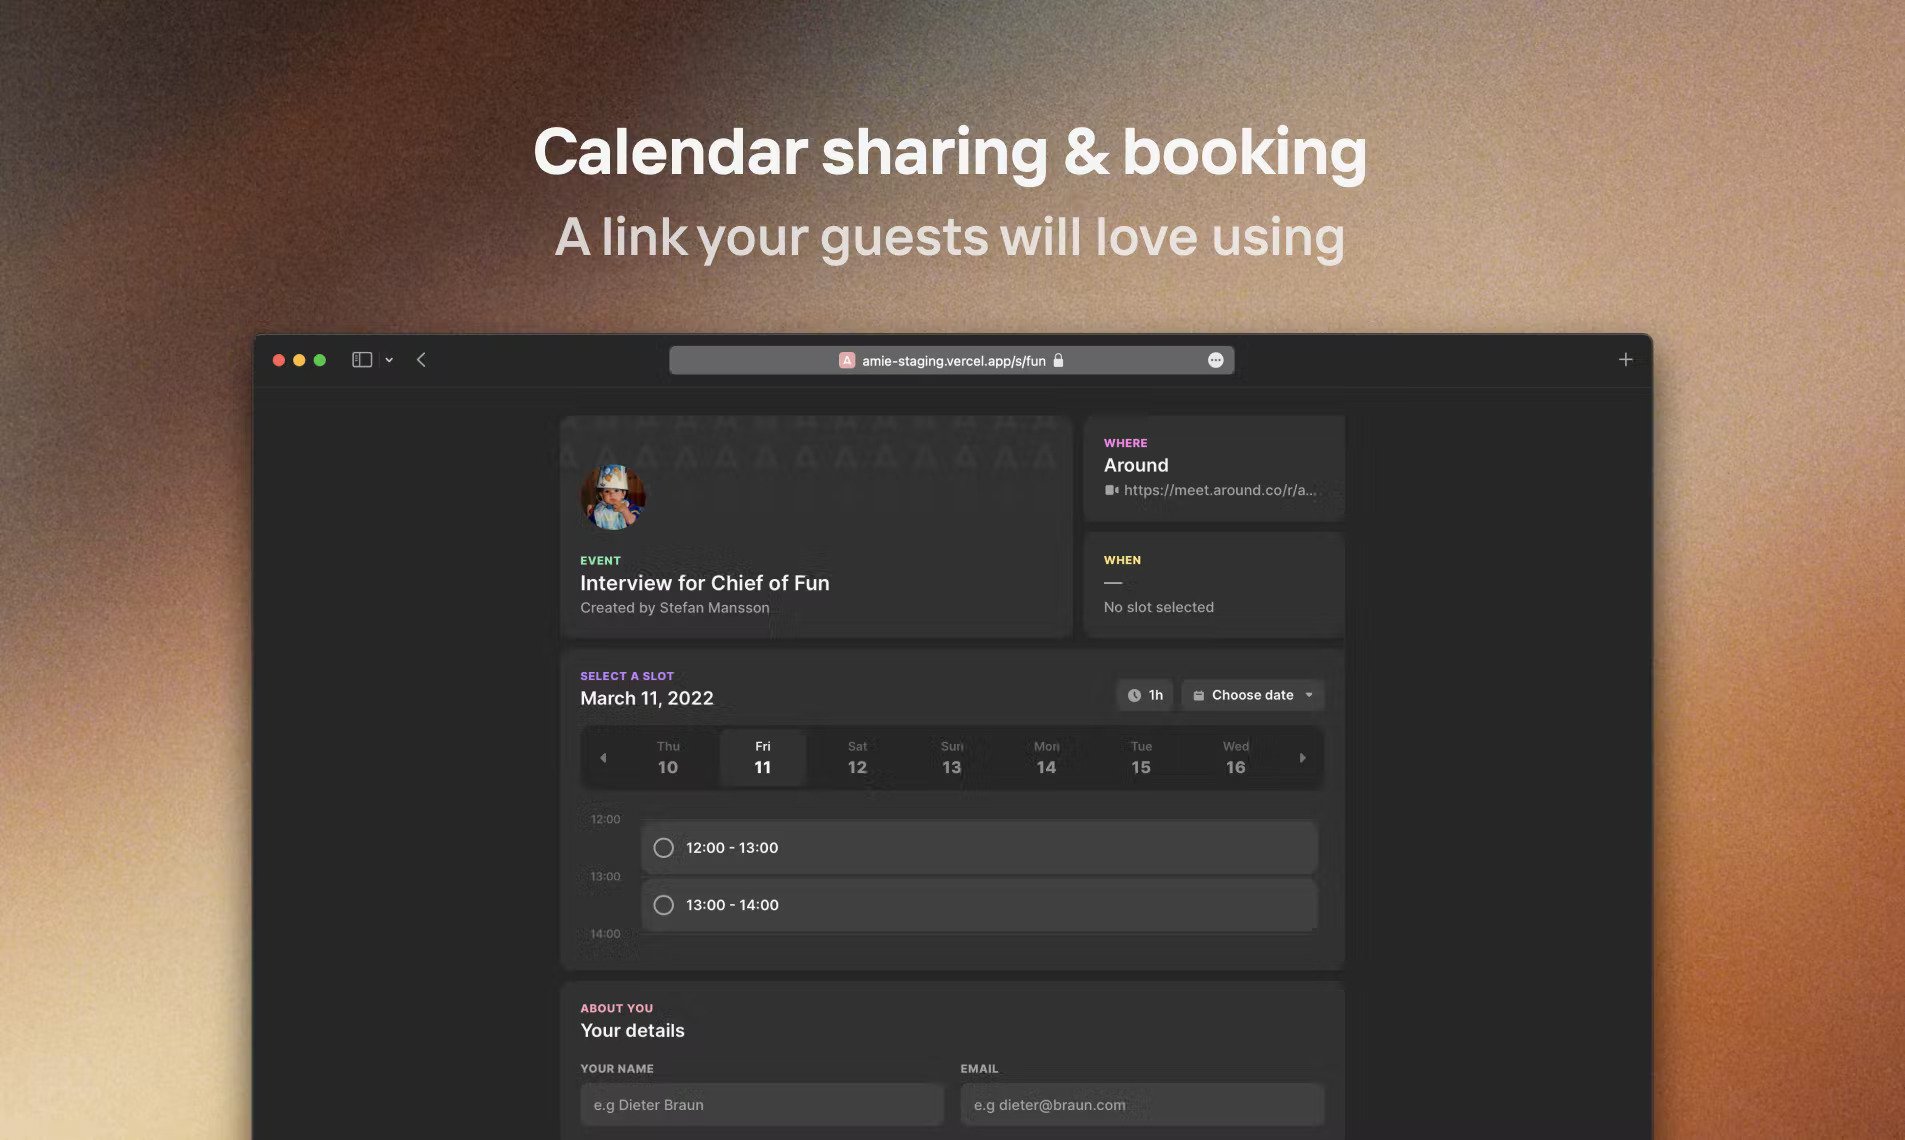 Calendar sharing & booking
A link your guests will love using
A amie-staging.vercel.app/s/fun
WHERE
Around
https://meet.around.co/r/a...
EVENT
Interview for Chief of Fun
Created by Stefan Mansson
WHEN
—
No slot selected
SELECT A SLOT
March 11, 2022
1h
Choose date
Thu Fri Sat Sun Mon Tue Wed
10 11 12 13 14 15 16
12:00
12:00 - 13:00
13:00
13:00 - 14:00
14:00
ABOUT YOU
Your details
YOUR NAME
e.g Dieter Braun
EMAIL
e.g dieter@braun.com